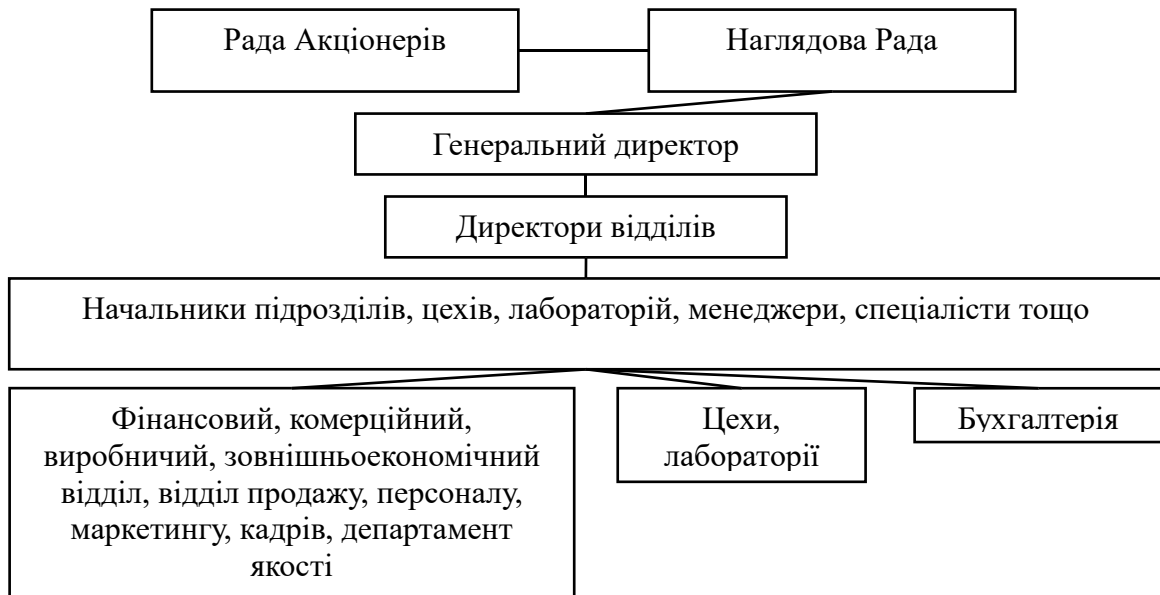 Рада Акціонерів
Наглядова Рада
Генеральний директор
Директори відділів
Начальники підрозділів, цехів, лабораторій, менеджери, спеціалісти тощо
Фінансовий, комерційний,
виробничий, зовнішньоекономічний
відділ, відділ продажу, персоналу,
маркетингу, кадрів, департамент
якості
Цехи,
лабораторії
Бухгалтерія